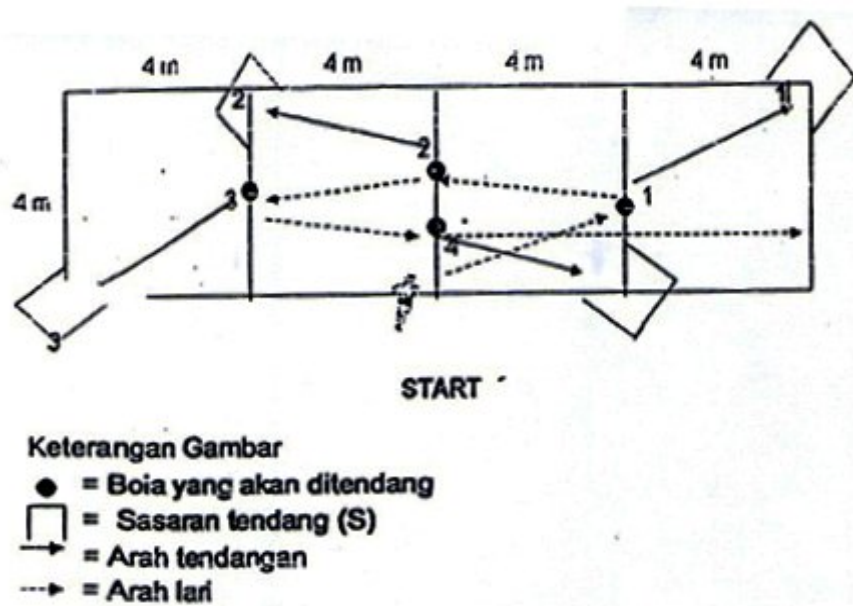 4 m 4 m 4 m 4 m
2 1
2
4 m 3 1
4
3
START
Keterangan Gambar
= Boia yang akan ditendang
= Sasaran tendang (S)
= Arah tendangan
= Arah lari